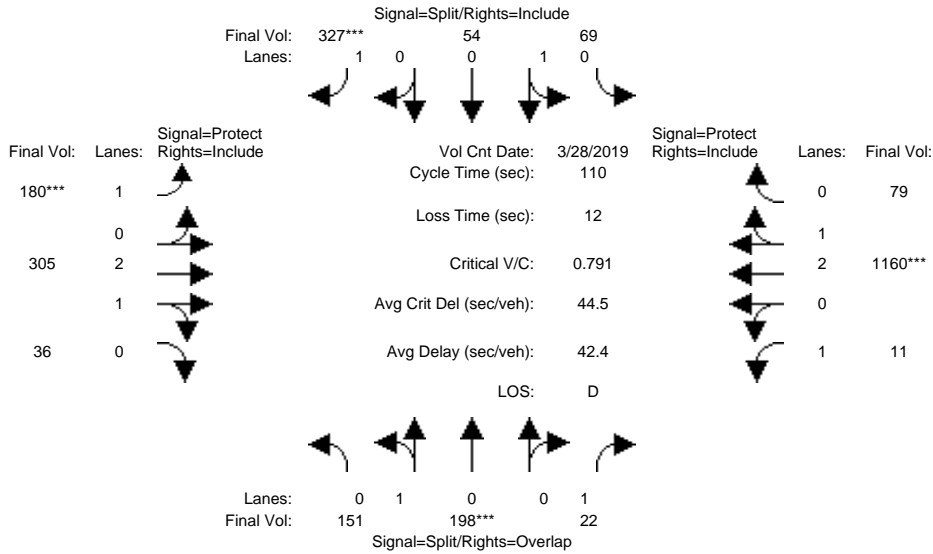 Signal=Split/Rights=Include
Final Vol: 327*** 54 69
Lanes: 1 0 0 1 0
Signal=Protect
Final Vol: Lanes: Rights=Include
Vol Cnt Date: 3/28/2019
Signal=Protect
Rights=Include Lanes: Final Vol:
Cycle Time (sec): 110
180*** 1
0 79
Loss Time (sec): 12
0
1
305 2
Critical V/C: 0.791
2 1160***
1
Avg Crit Del (sec/veh): 44.5
0
36 0
Avg Delay (sec/veh): 42.4
1 11
LOS: D
Lanes: 0 1 0 0 1
Final Vol: 151 198*** 22
Signal=Split/Rights=Overlap